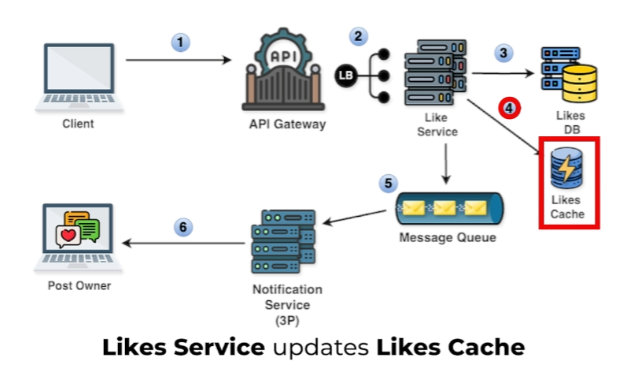 1
2
3
API
LB
4
Client
API Gateway
Like
Service
Likes
DB
Likes
Cache
5
6
Message Queue
Post Owner
Notification
Service
(3P)
Likes Service updates Likes Cache